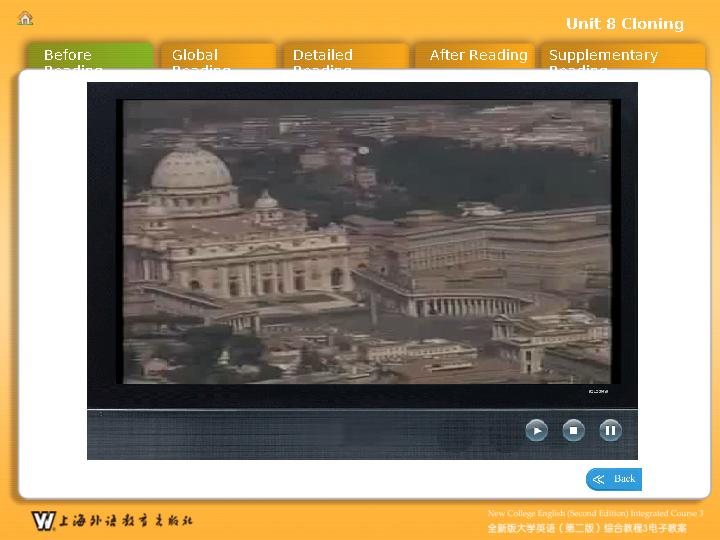 Unit 8 Cloning
Before
Reading
Global
Reading
Detailed
Reading
After Reading
Supplementary
Reading
Back
上海外语教育出版社
New College English (Second Edition) Integrated Course 3
全新版大学英语（第二版）综合教程3电子教案